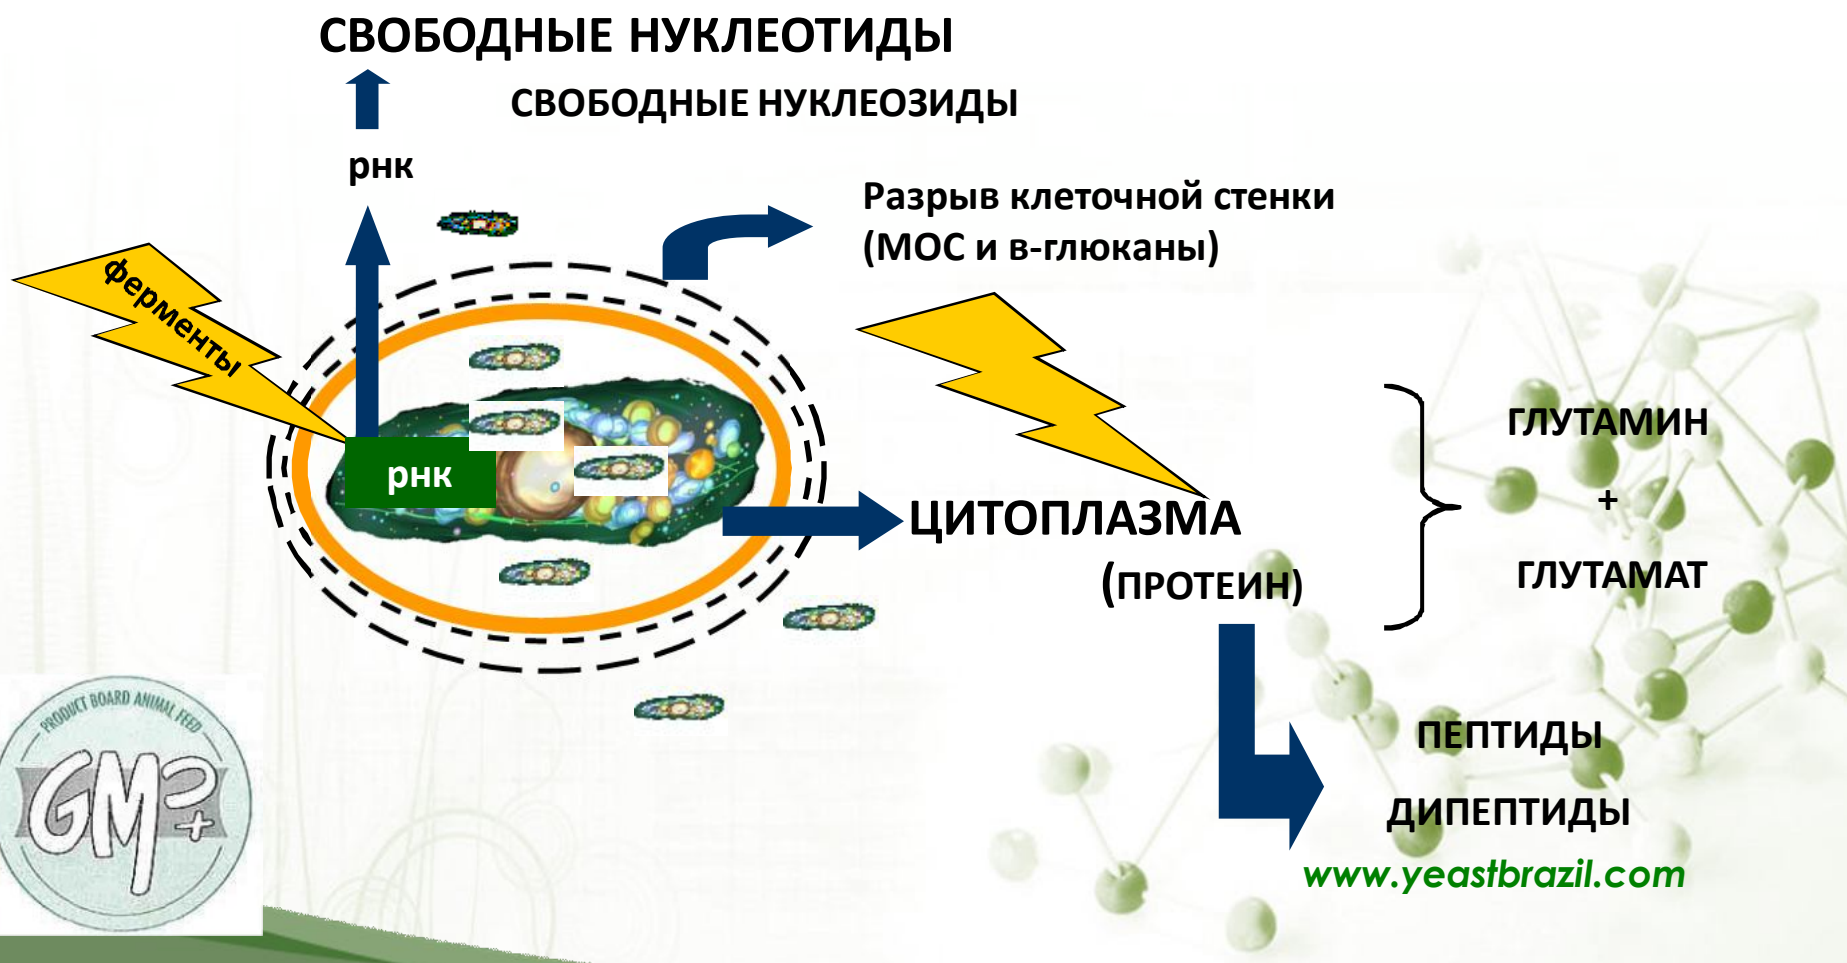 СВОБОДНЫЕ НУКЛЕОТИДЫ
СВОБОДНЫЕ НУКЛЕОЗИДЫ
рнк
Разрыв клеточной стенки
(МОС и в-глюканы)
ферменты
рнк
ЦИТОПЛАЗМА
(ПРОТЕИН)
ГЛУТАМИН
+
ГЛУТАМАТ
ПЕПТИДЫ
ДИПЕПТИДЫ
www.yeastbrazil.com
PRODUCT BOARD ANIMAL FEED
GMP+